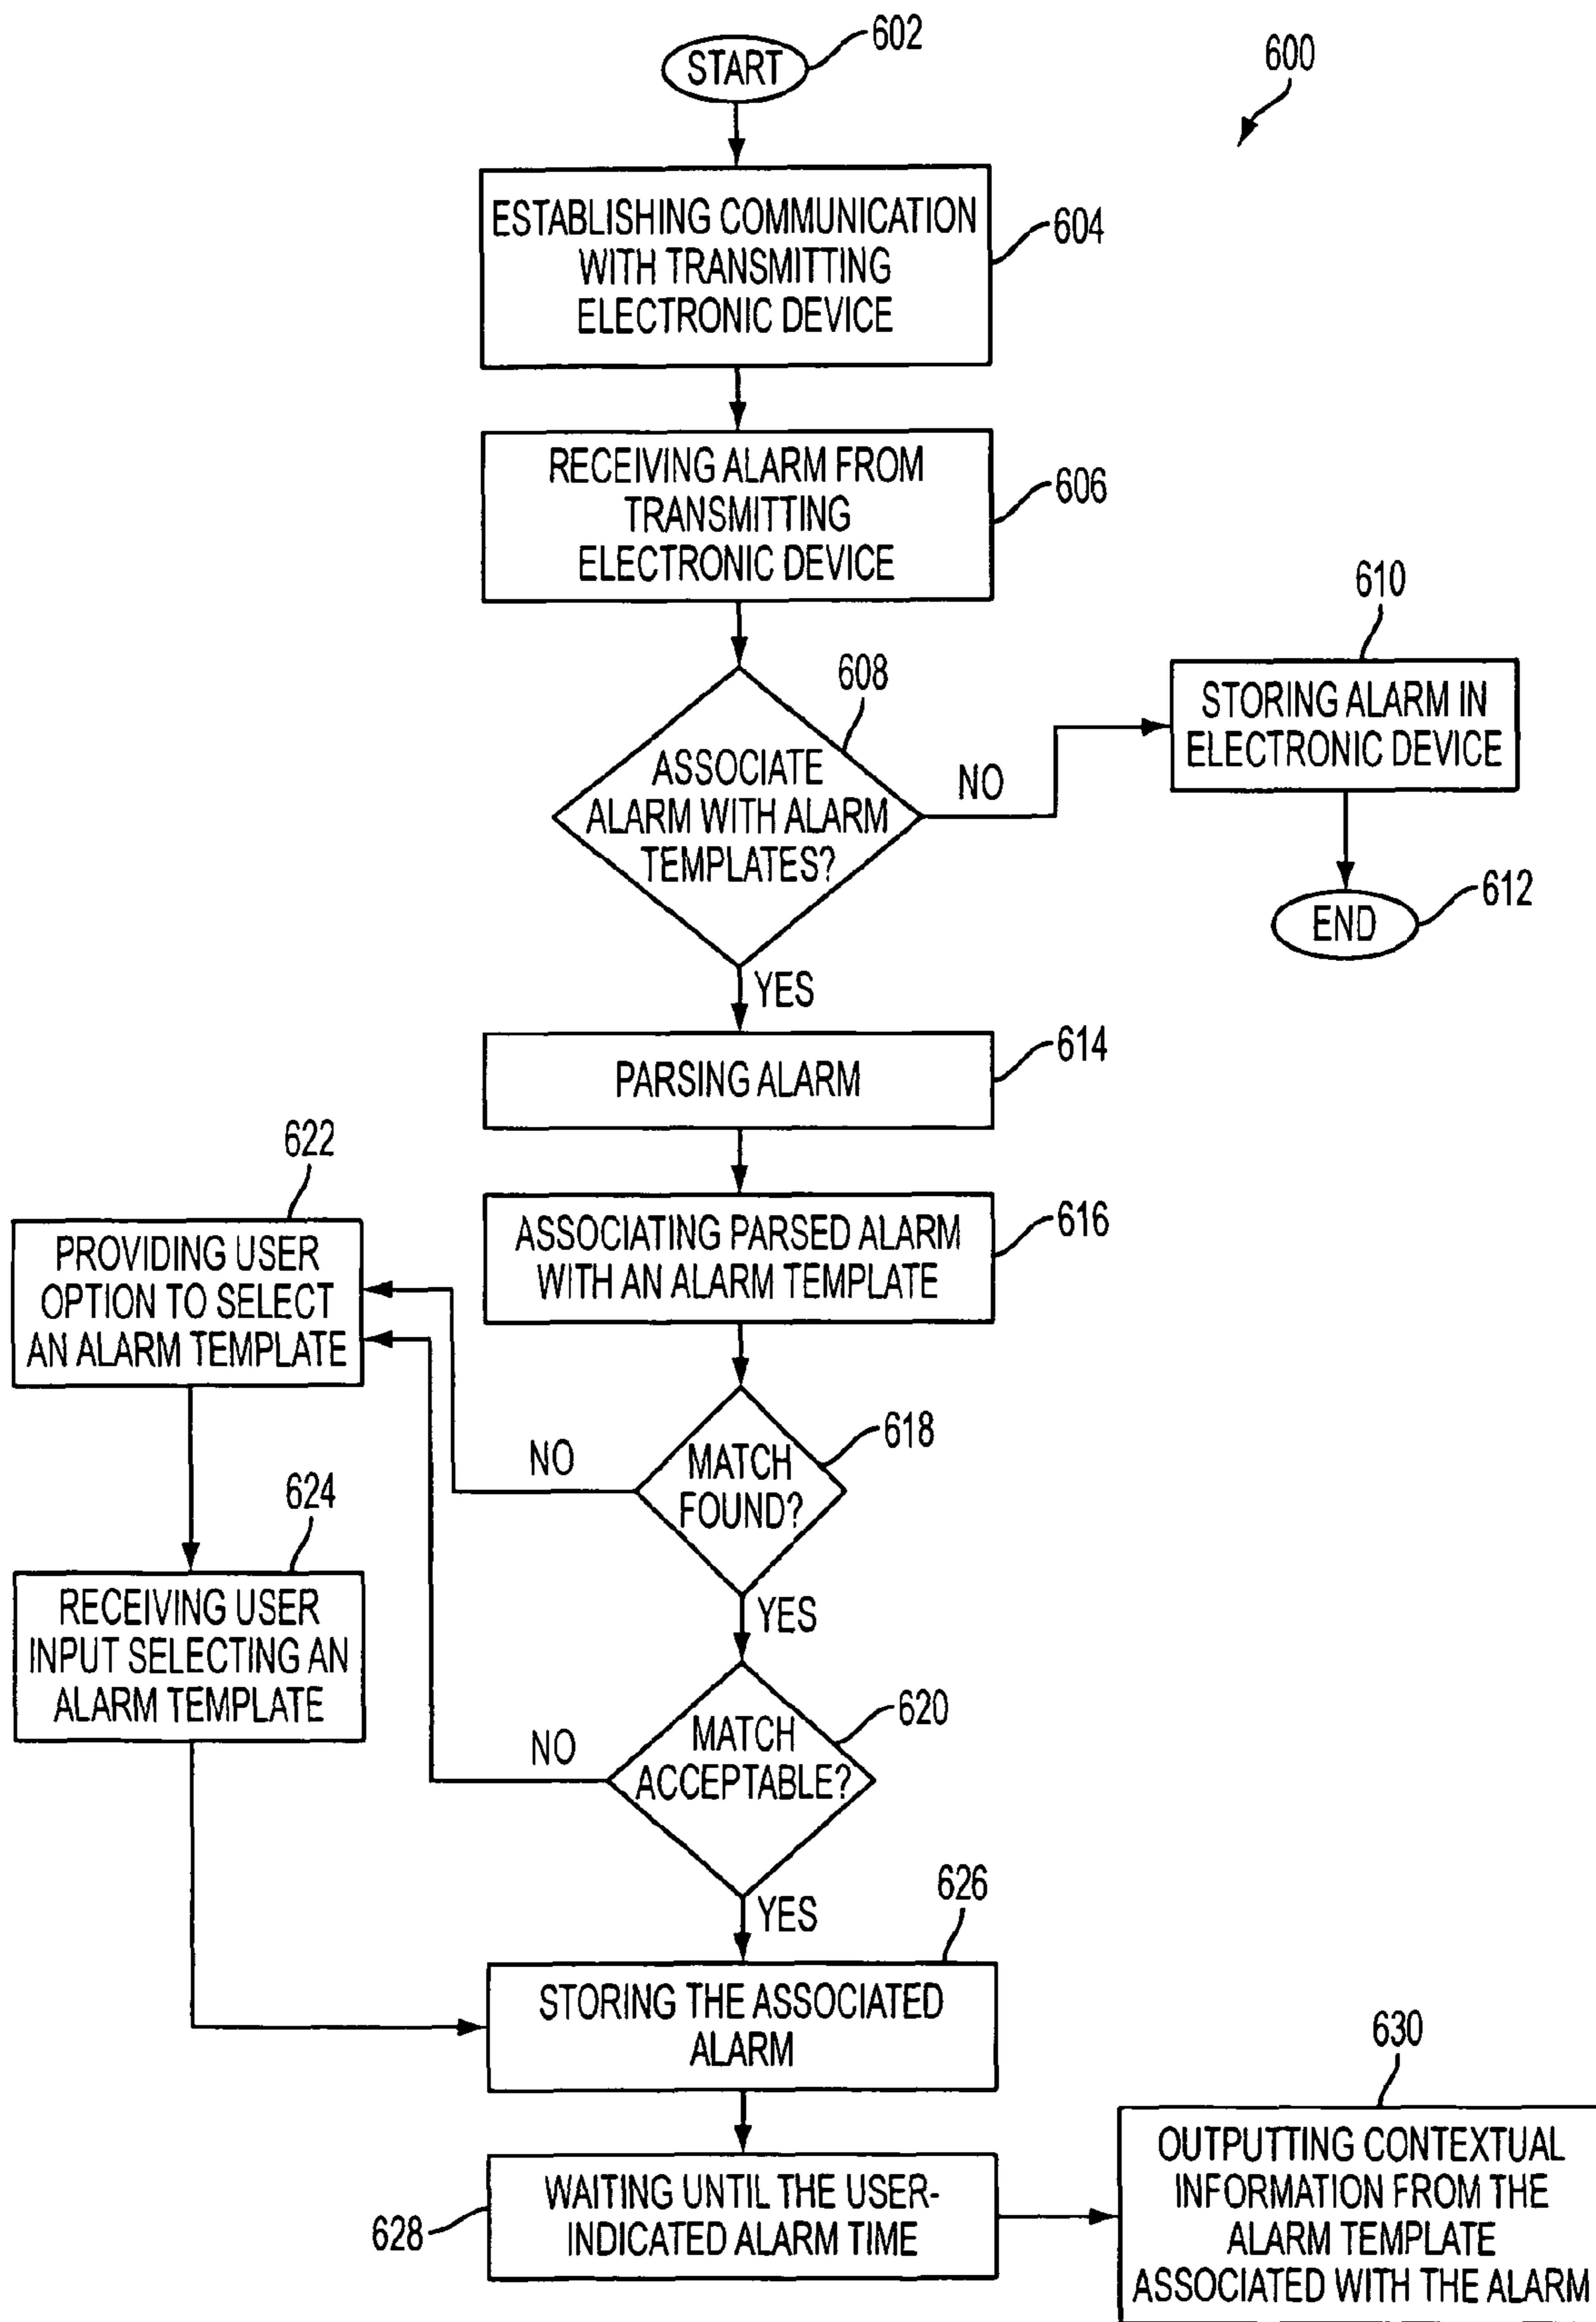 602
START
600
ESTABLISHING COMMUNICATION
WITH TRANSMITTING
ELECTRONIC DEVICE
604
RECEIVING ALARM FROM
TRANSMITTING
ELECTRONIC DEVICE
606
608
ASSOCIATE
ALARM WITH ALARM
TEMPLATES?
NO
610
STORING ALARM IN
ELECTRONIC DEVICE
END
612
YES
PARSING ALARM
614
ASSOCIATING PARSED ALARM
WITH AN ALARM TEMPLATE
616
622
PROVIDING USER
OPTION TO SELECT
AN ALARM TEMPLATE
MATCH
FOUND?
618
NO
YES
624
RECEIVING USER
INPUT SELECTING AN
ALARM TEMPLATE
MATCH
ACCEPTABLE?
620
NO
YES
626
STORING THE ASSOCIATED
ALARM
WAITING UNTIL THE USER-
INDICATED ALARM TIME
628
630
OUTPUTTING CONTEXTUAL
INFORMATION FROM THE
ALARM TEMPLATE
ASSOCIATED WITH THE ALARM